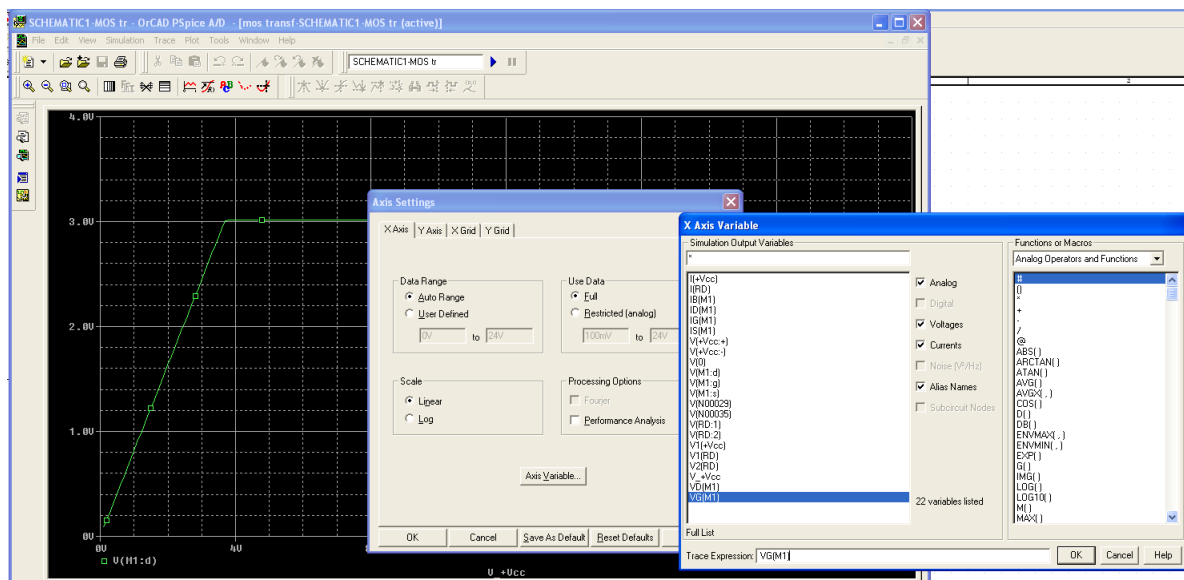 SCHEMATIC1-MOS tr - OrCAD PSpice A/D - [mos transf-SCHEMATIC1-MOS tr (active)]
File Edit View Simulation Trace Plot Tools Window Help
SCHEMATIC1-MOS tr
2
4.0V
3.0V
2.0V
1.0V
0V
0V 4V
V(M1:d)
V_+Vcc
Axis Settings
X Axis Y Axis X Grid Y Grid
Data Range
Auto Range
User Defined
0V to 24V
Use Data
Full
Restricted (analog)
100mV to 24V
Scale
Linear
Log
Processing Options
Fourier
Performance Analysis
Axis Variable...
OK Cancel Save As Default Reset Defaults
X Axis Variable
Simulation Output Variables
*
I(+Vcc)
I(RD)
IB(M1)
ID(M1)
IG(M1)
IS(M1)
V(+Vcc:+)
V(+Vcc:-)
V(0)
V(M1:d)
V(M1:g)
V(M1:s)
V(N00029)
V(N00035)
V(RD:1)
V(RD:2)
V1(+Vcc)
V1(RD)
V2(RD)
V_+Vcc
VD(M1)
VG(M1)
Full List
Analog
Digital
Voltages
Currents
Noise (V²/Hz)
Alias Names
Subcircuit Nodes
22 variables listed
Functions or Macros
Analog Operators and Functions
#
()
*
+
-
/
@
ABS( )
ARCTAN( )
ATAN( )
AVG( )
AVGX( , )
COS( )
D( )
DB( )
ENVMAX( , )
ENVMIN( , )
EXP( )
G( )
IMG( )
LOG( )
LOG10( )
M( )
MAX( )
Trace Expression: VG(M1)
OK Cancel Help